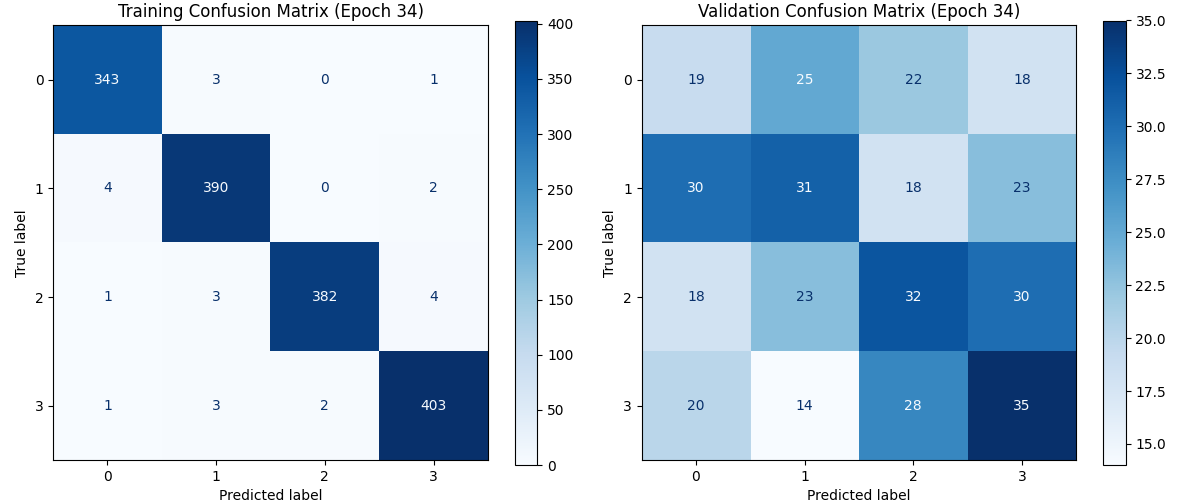 Training Confusion Matrix (Epoch 34)
True label
0 343 3 0 1
1 4 390 0 2
2 1 3 382 4
3 1 3 2 403
0 1 2 3
Predicted label
400
350
300
250
200
150
100
50
0
Validation Confusion Matrix (Epoch 34)
True label
0 19 25 22 18
1 30 31 18 23
2 18 23 32 30
3 20 14 28 35
0 1 2 3
Predicted label
35.0
32.5
30.0
27.5
25.0
22.5
20.0
17.5
15.0